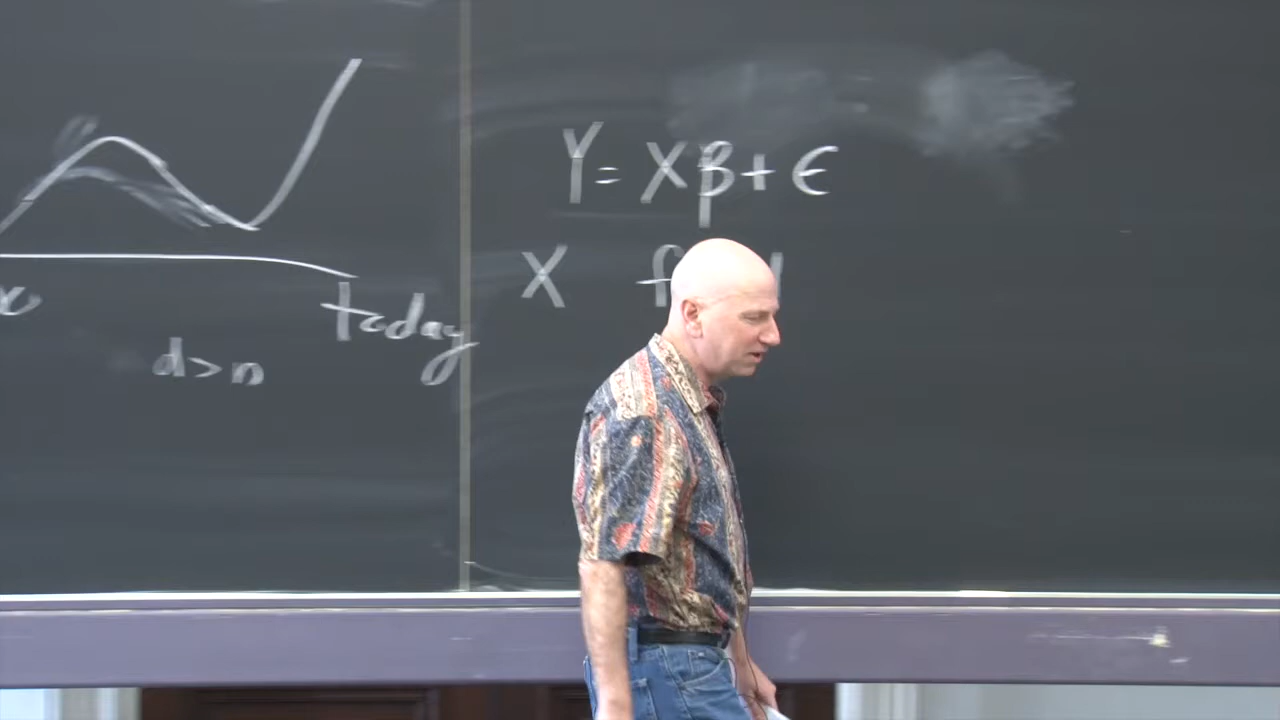 today
d>n
Y = Xβ + ϵ
X